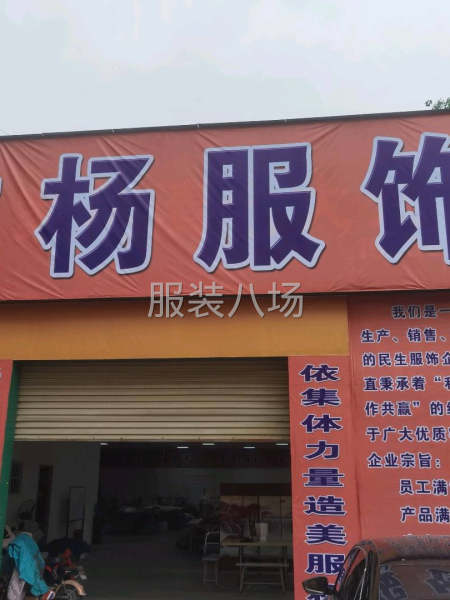 杨服饰
服装八场
我们是一
生产、销售、
的民生服饰企
直秉承着“和
作共赢”的经
于广大优质
企业宗旨：
员工满
产品满
依集体力量造美服